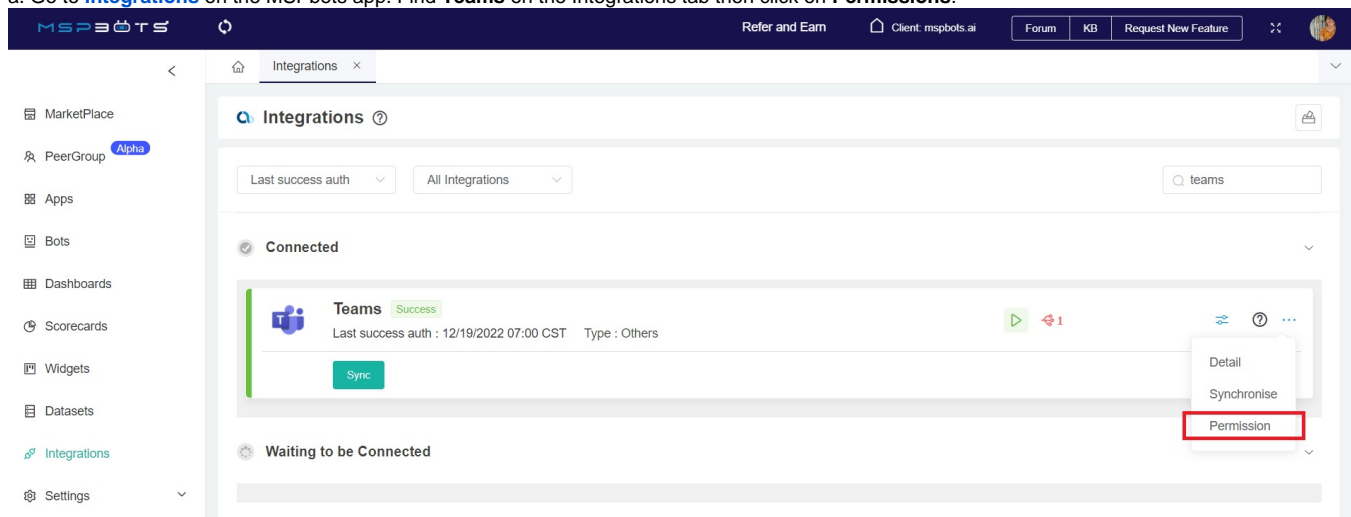 a. Go to Integrations on the MSPbots app. Find Teams on the Integrations tab then click on Permissions.
MSPBOTS
Refer and Earn
Client: mspbots.ai
Forum
KB
Request New Feature
Integrations ×
MarketPlace
PeerGroup Alpha
Apps
Bots
Dashboards
Scorecards
Widgets
Datasets
Integrations
Settings
Integrations
Last success auth
All Integrations
teams
Connected
Teams Success
Last success auth : 12/19/2022 07:00 CST Type : Others
1
Sync
Detail
Synchronise
Permission
Waiting to be Connected